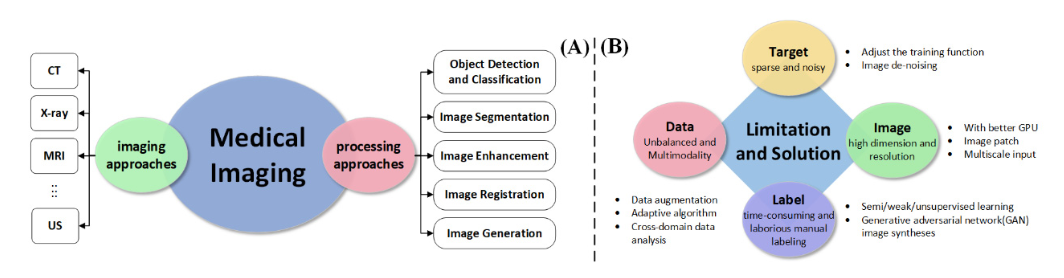 (A)
CT
X-ray
MRI
US
imaging
approaches
Medical
Imaging
processing
approaches
Object Detection
and Classification
Image Segmentation
Image Enhancement
Image Registration
Image Generation
(B)
Target
sparse and noisy
• Adjust the training function
• Image de-noising
Data
Unbalanced and
Multimodality
• Data augmentation
• Adaptive algorithm
• Cross-domain data
analysis
Limitation
and Solution
Image
high dimension and
resolution
• With better GPU
• Image patch
• Multiscale input
Label
time-consuming and
laborious manual
labeling
• Semi/weak/unsupervised learning
• Generative adversarial network(GAN)
image syntheses